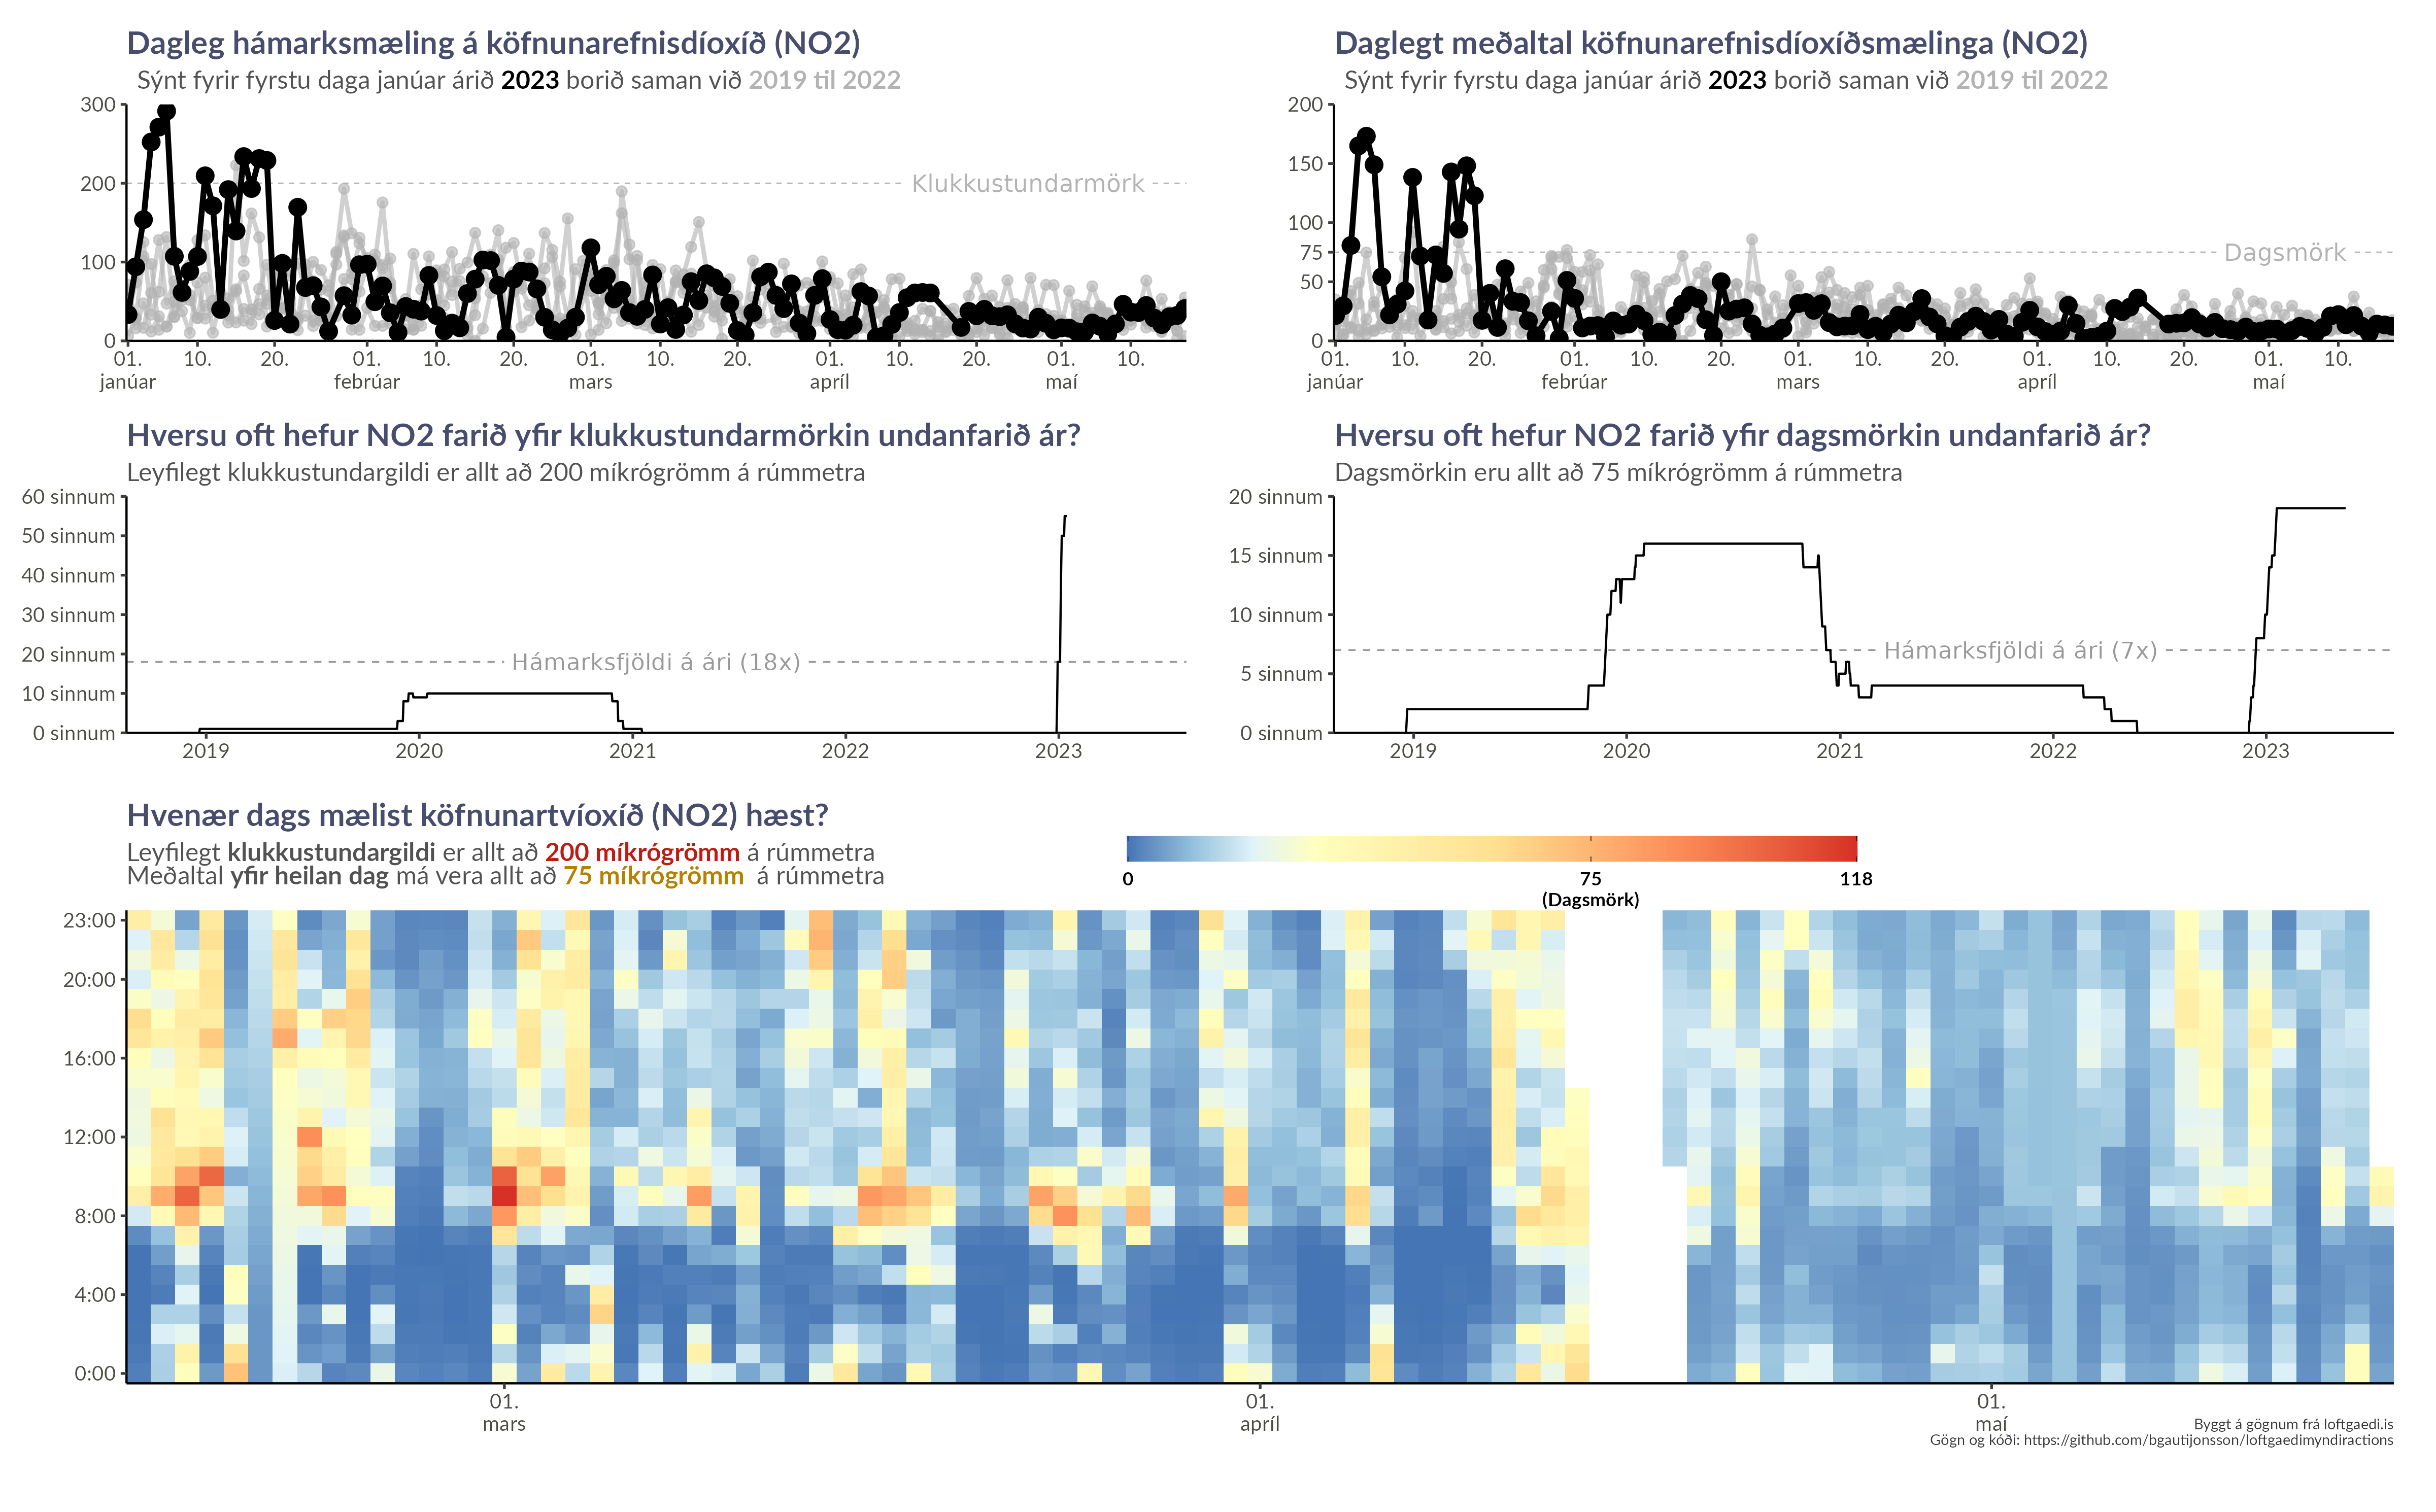 Dagleg hámarksmæling á köfnunarefnisdíoxíð (NO2)
Sýnt fyrir fyrstu daga janúar árið 2023 borið saman við 2019 til 2022
300
200
100
0
Klukkustundarmörk
01. 10. 20. 01. 10. 20. 01. 10. 20. 01. 10. 20. 01. 10.
janúar febrúar mars apríl maí
Daglegt meðaltal köfnunarefnisdíoxíðsmælinga (NO2)
Sýnt fyrir fyrstu daga janúar árið 2023 borið saman við 2019 til 2022
200
150
100
75
50
0
Dagsmörk
01. 10. 20. 01. 10. 20. 01. 10. 20. 01. 10. 20. 01. 10.
janúar febrúar mars apríl maí
Hversu oft hefur NO2 farið yfir klukkustundarmörkin undanfarið ár?
Leyfilegt klukkustundargildi er allt að 200 míkrógrömm á rúmmetra
60 sinnum
50 sinnum
40 sinnum
30 sinnum
20 sinnum
10 sinnum
0 sinnum
Hámarksfjöldi á ári (18x)
2019 2020 2021 2022 2023
Hversu oft hefur NO2 farið yfir dagsmörkin undanfarið ár?
Dagsmörkin eru allt að 75 míkrógrömm á rúmmetra
20 sinnum
15 sinnum
10 sinnum
5 sinnum
0 sinnum
Hámarksfjöldi á ári (7x)
2019 2020 2021 2022 2023
Hvenær dags mælist köfnunartvíoxíð (NO2) hæst?
Leyfilegt klukkustundargildi er allt að 200 míkrógrömm á rúmmetra
Meðaltal yfir heilan dag má vera allt að 75 míkrógrömm á rúmmetra
0 75 118
(Dagsmörk)
23:00
20:00
16:00
12:00
8:00
4:00
0:00
01. 01. 01.
mars apríl maí
Byggt á gögnum frá loftgaedi.is
Gögn og kóði: https://github.com/bgautijonsson/loftgaedimyndiractions